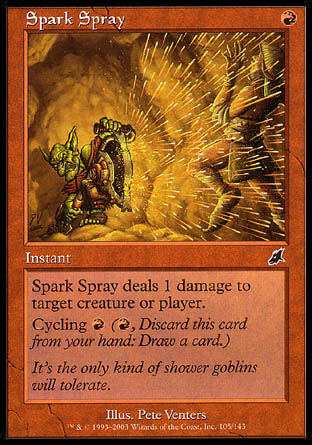 Spark Spray
Instant
Spark Spray deals 1 damage to
target creature or player.
Cycling (, Discard this card
from your hand: Draw a card.)
It's the only kind of shower goblins
will tolerate.
Illus. Pete Venters
™ & © 1993-2003 Wizards of the Coast, Inc. 105/143